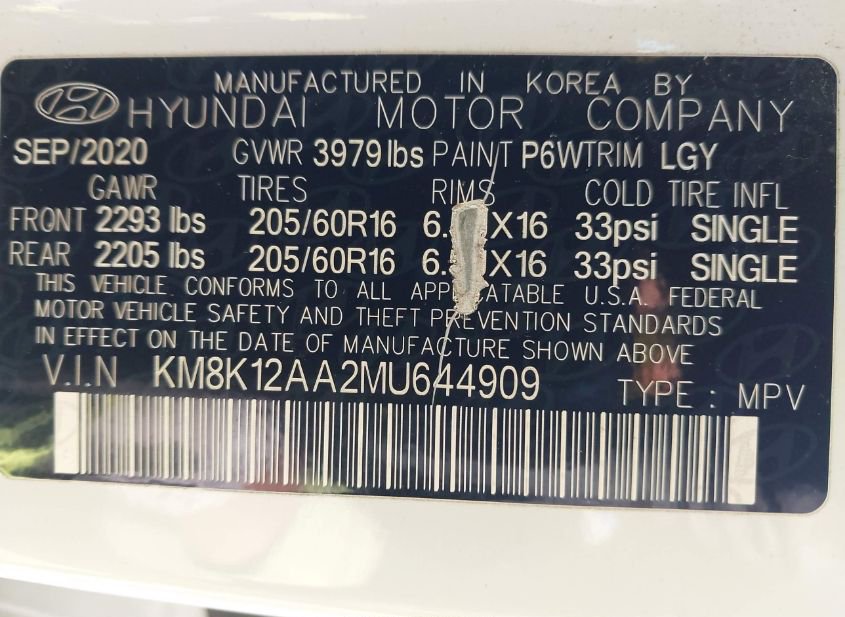 MANUFACTURED IN KOREA BY
HYUNDAI MOTOR COMPANY
SEP/2020 GVWR 3979 lbs PAINT P6W TRIM LGY
GAWR TIRES RIMS COLD TIRE INFL
FRONT 2293 lbs 205/60R16 X16 33psi SINGLE
REAR 2205 lbs 205/60R16 X16 33psi SINGLE
THIS VEHICLE CONFORMS TO ALL U.S.A. FEDERAL
MOTOR VEHICLE SAFETY AND THEFT PREVENTION STANDARDS
IN EFFECT ON THE DATE OF MANUFACTURE SHOWN ABOVE
V.I.N KM8K12AA2MU644909 TYPE : MPV